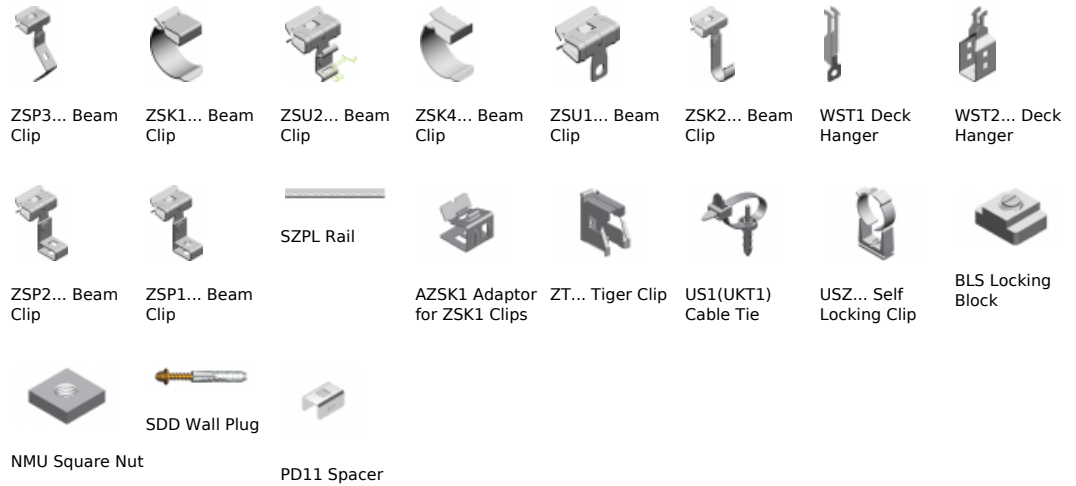 ZSP3... Beam
Clip
ZSK1... Beam
Clip
ZSU2... Beam
Clip
ZSK4... Beam
Clip
ZSU1... Beam
Clip
ZSK2... Beam
Clip
WST1 Deck
Hanger
WST2... Deck
Hanger
ZSP2... Beam
Clip
ZSP1... Beam
Clip
SZPL Rail
AZSK1 Adaptor
for ZSK1 Clips
ZT... Tiger Clip
US1(UKT1)
Cable Tie
USZ... Self
Locking Clip
BLS Locking
Block
NMU Square Nut
SDD Wall Plug
PD11 Spacer